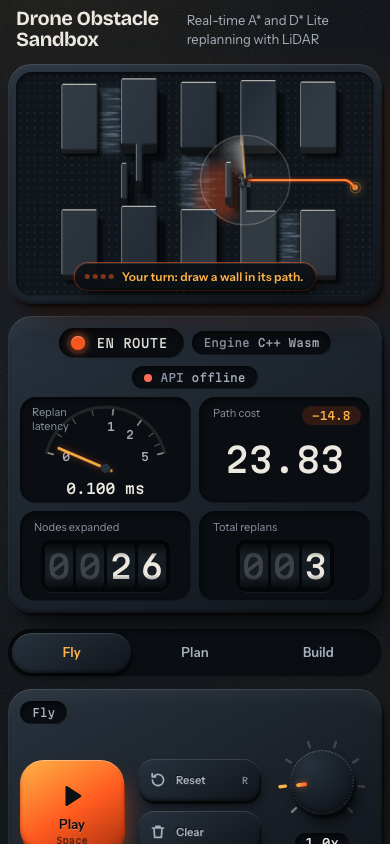 Drone Obstacle
Sandbox
Real-time A* and D* Lite
replanning with LiDAR
Your turn: draw a wall in its path.
EN ROUTE
Engine C++ Wasm
API offline
Replan
latency
0
1
2
5
0.100 ms
Path cost
−14.8
23.83
Nodes expanded
0026
Total replans
003
Fly
Plan
Build
Fly
Play
Space
Reset
R
Clear
1.0x